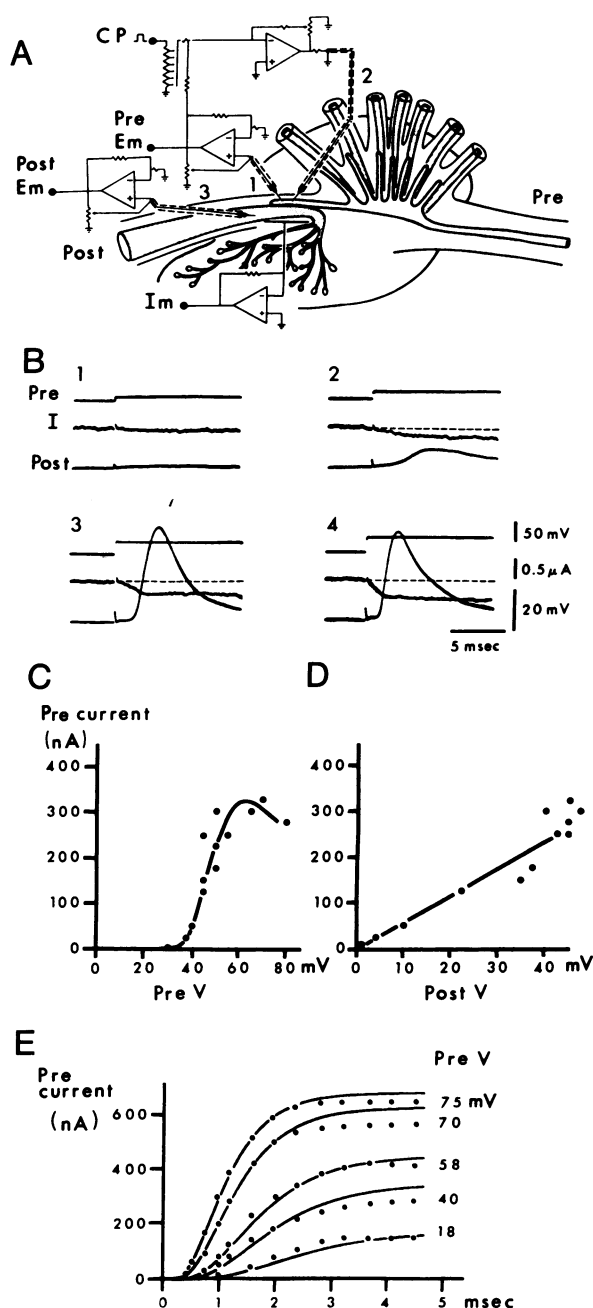 A
CP
2
Pre
Em
Post
Em
1
3
Pre
Post
Im
B
1
2
Pre
I
Post
3
4
50 mV
0.5 µA
20 mV
5 msec
C
D
Pre current
(nA)
400
300
200
100
0
0 20 40 60 80 mV
Pre V
400
300
200
100
0
0 10 20 40 mV
Post V
E
Pre V
Pre
current
(nA)
600
400
200
0
75 mV
70
58
40
18
0 1 2 3 4 5 msec